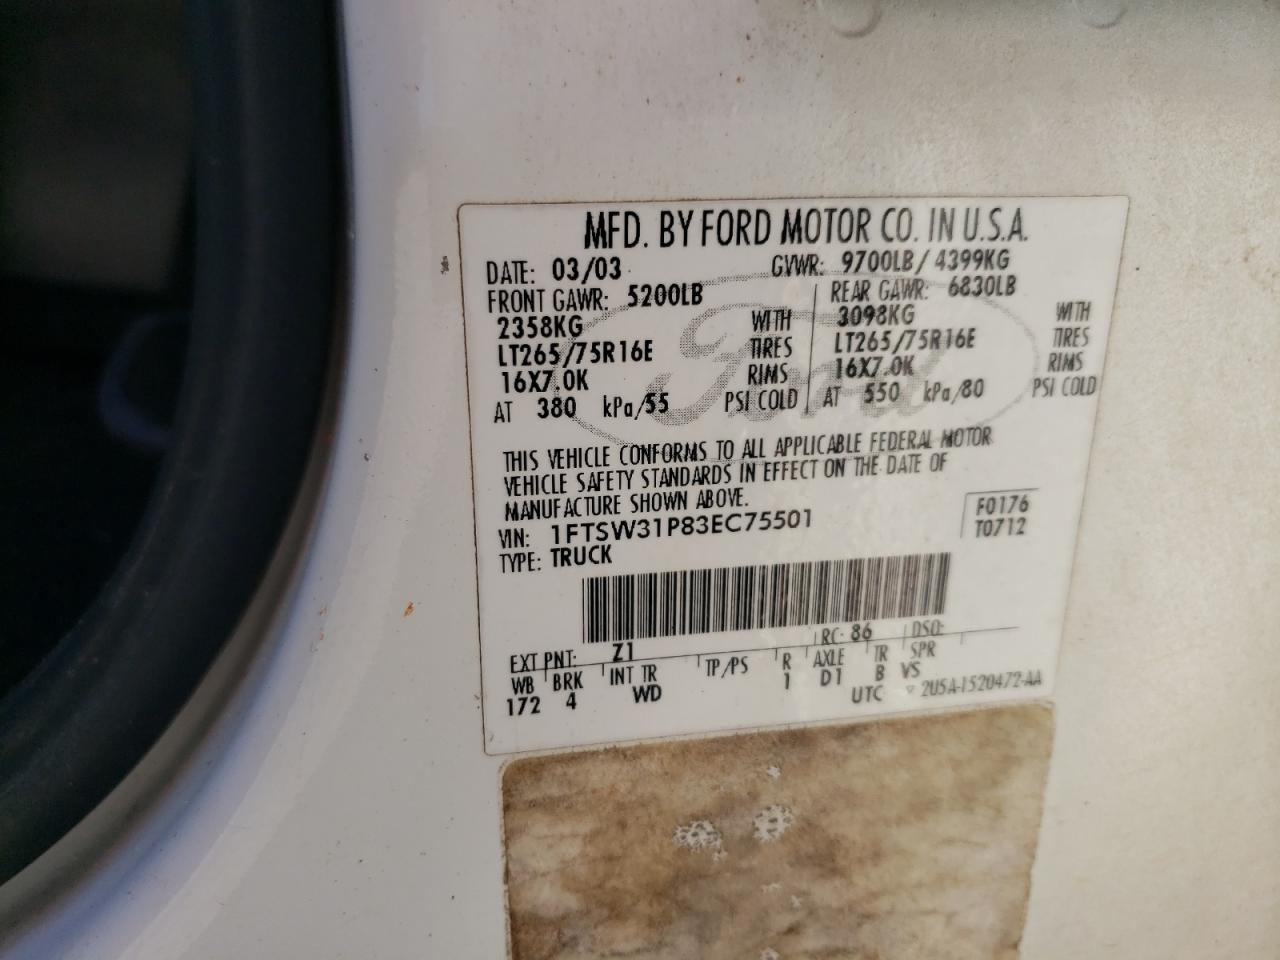 MFD. BY FORD MOTOR CO. IN U.S.A.
DATE: 03/03 GVWR: 9700LB/ 4399KG
FRONT GAWR: 5200LB REAR GAWR: 6830LB
2358KG WITH 3098KG WITH
LT265/75R16E TIRES LT265/75R16E TIRES
16X7.0K RIMS 16X7.0K RIMS
AT 380 kPa/55 PSI COLD AT 550 kPa/80 PSI COLD
Ford
THIS VEHICLE CONFORMS TO ALL APPLICABLE FEDERAL MOTOR
VEHICLE SAFETY STANDARDS IN EFFECT ON THE DATE OF
MANUFACTURE SHOWN ABOVE.
VIN: 1FTSW31P83EC75501 F0176
TYPE: TRUCK T0712
EXT PNT: Z1 RC: 86 DSO:
WB BRK INT TR TP/PS R AXLE TR SPR
172 4 WD 1 D1 B VS
UTC ▽ 2U5A-1520472-AA